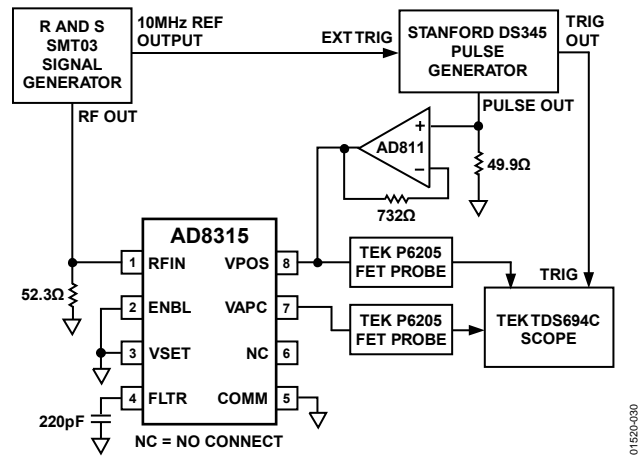 R AND S
SMT03
SIGNAL
GENERATOR
10MHz REF
OUTPUT
EXT TRIG
STANFORD DS345
PULSE
GENERATOR
TRIG
OUT
RF OUT
PULSE OUT
+
AD811
−
49.9Ω
732Ω
AD8315
1 RFIN
VPOS 8
TEK P6205
FET PROBE
TRIG
52.3Ω
2 ENBL
VAPC 7
TEK P6205
FET PROBE
TEK TDS694C
SCOPE
3 VSET
NC 6
4 FLTR
COMM 5
220pF
NC = NO CONNECT
01520-030